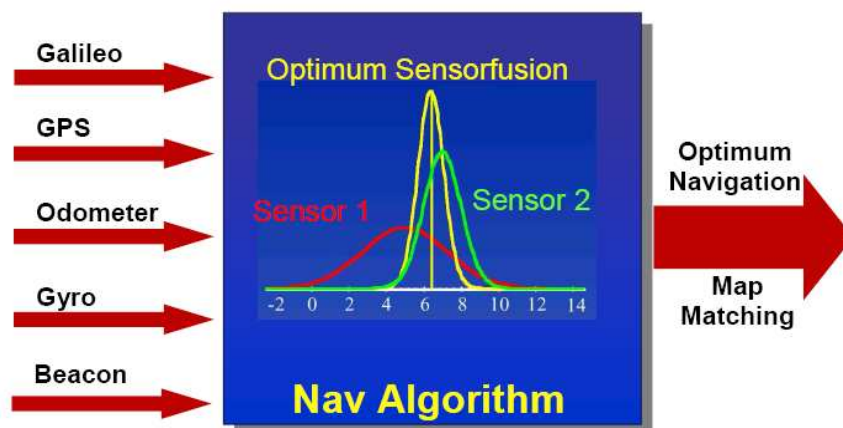 Galileo
GPS
Odometer
Gyro
Beacon
Optimum Sensorfusion
Sensor 1
Sensor 2
-2 0 2 4 6 8 10 12 14
Nav Algorithm
Optimum
Navigation
Map
Matching